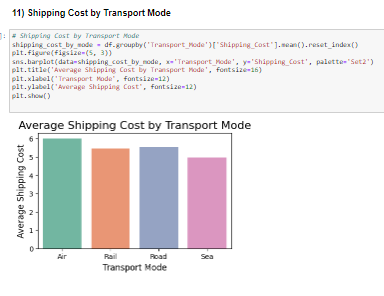 11) Shipping Cost by Transport Mode
# Shipping Cost by Transport Mode
shipping_cost_by_mode = df.groupby('Transport_Mode')['Shipping_Cost'].mean().reset_index()
plt.figure(figsize=(5, 3))
sns.barplot(data=shipping_cost_by_mode, x='Transport_Mode', y='Shipping_Cost', palette='Set2')
plt.title('Average Shipping Cost by Transport Mode', fontsize=16)
plt.xlabel('Transport Mode', fontsize=12)
plt.ylabel('Average Shipping Cost', fontsize=12)
plt.show()
Average Shipping Cost by Transport Mode
Average Shipping Cost
6
5
4
3
2
1
0
Air Rail Road Sea
Transport Mode